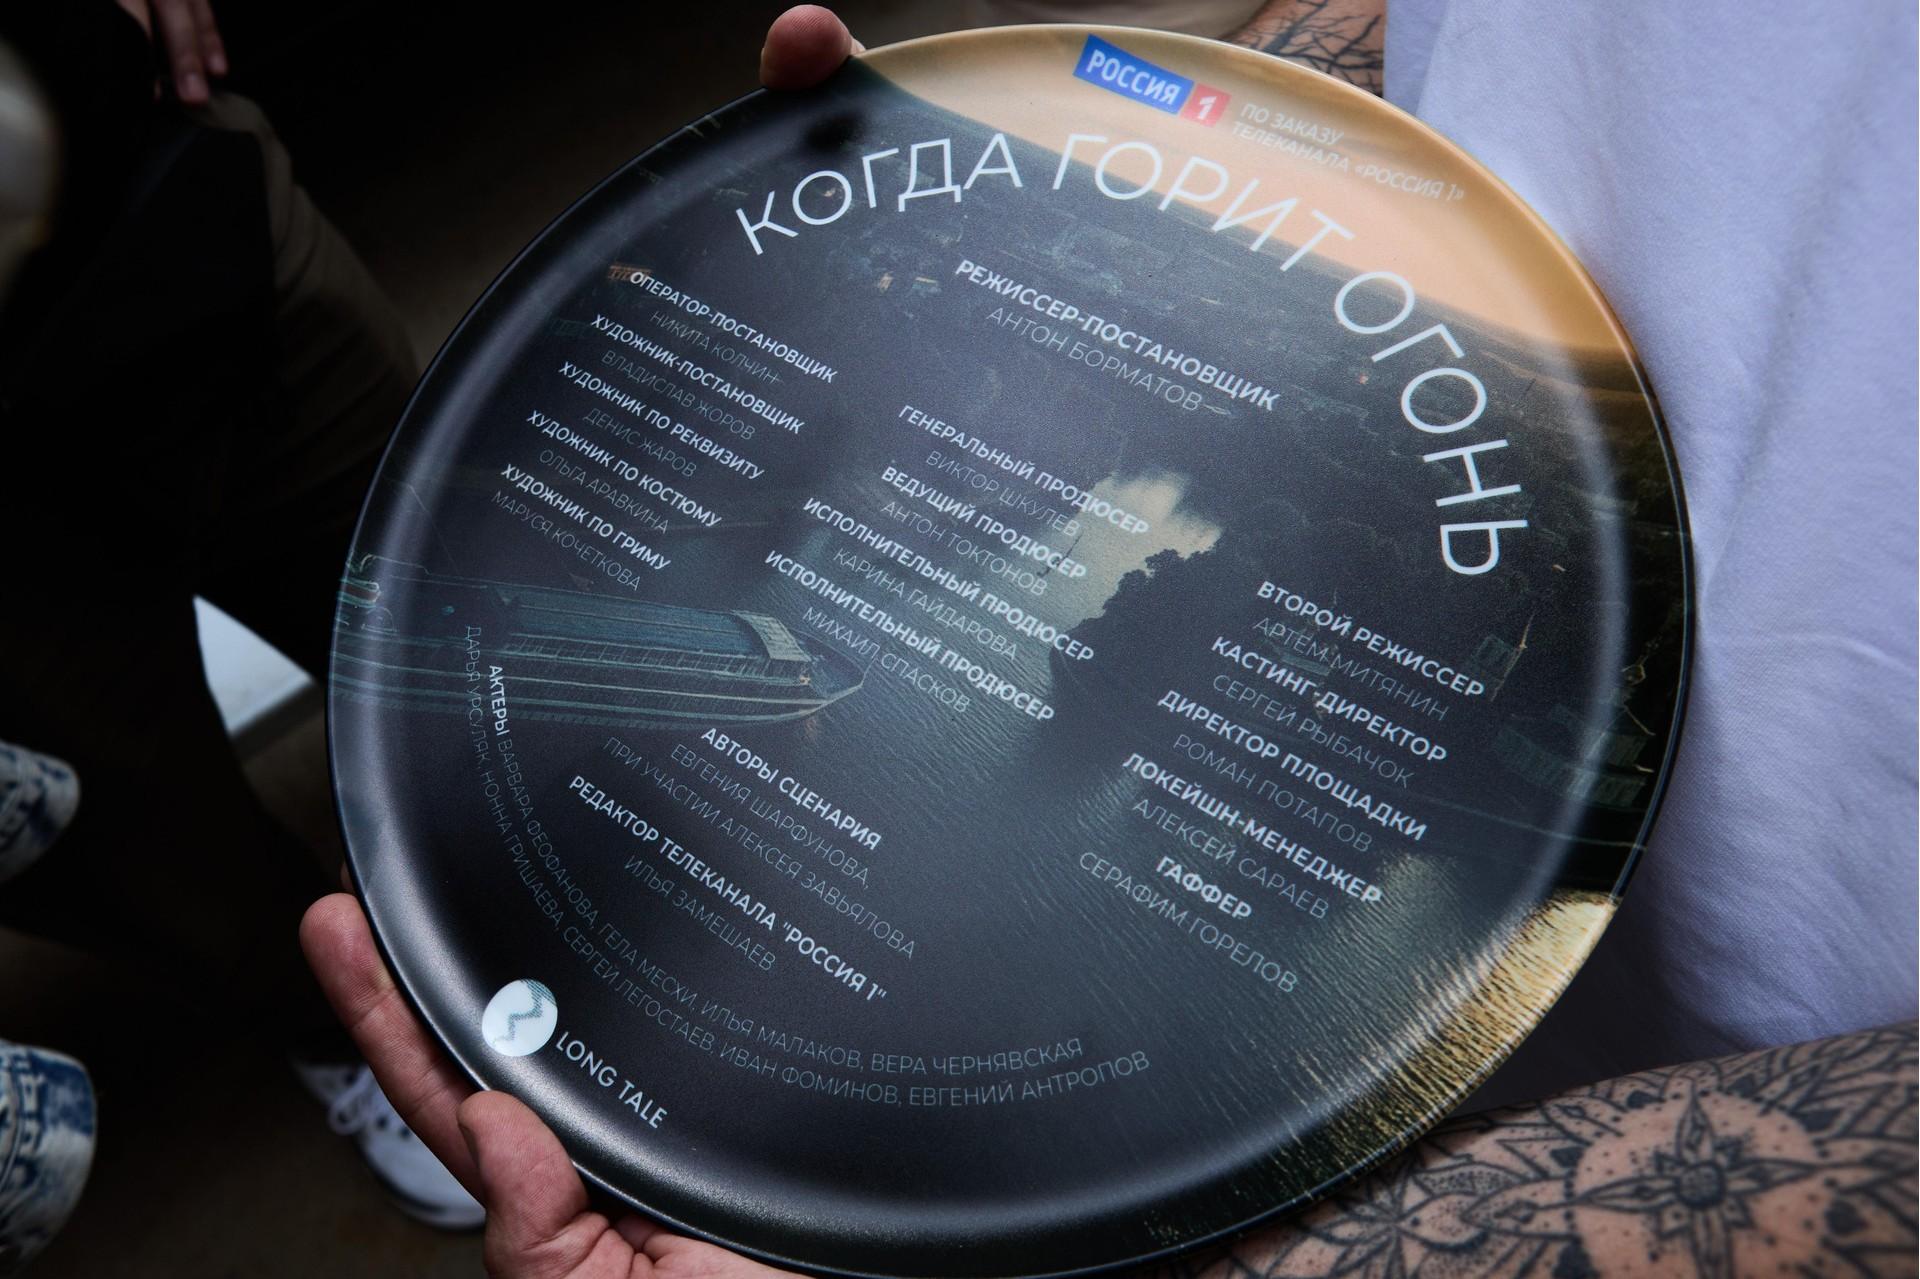 РОССИЯ 1
ПО ЗАКАЗУ
ТЕЛЕКАНАЛА «РОССИЯ 1»
КОГДА ГОРИТ ОГОНЬ
РЕЖИССЕР-ПОСТАНОВЩИК
АНТОН БОРМАТОВ
ОПЕРАТОР-ПОСТАНОВЩИК
НИКИТА КОЛЧИН
ХУДОЖНИК-ПОСТАНОВЩИК
ВЛАДИСЛАВ ЖОРОВ
ХУДОЖНИК ПО РЕКВИЗИТУ
ДЕНИС ЖАРОВ
ХУДОЖНИК ПО КОСТЮМУ
ОЛЬГА АРАВКИНА
ХУДОЖНИК ПО ГРИМУ
МАРУСЯ КОЧЕТКОВА
ГЕНЕРАЛЬНЫЙ ПРОДЮСЕР
ВИКТОР ШКУЛЕВ
ВЕДУЩИЙ ПРОДЮСЕР
АНТОН ТОКТОНОВ
ИСПОЛНИТЕЛЬНЫЙ ПРОДЮСЕР
КАРИНА ГАЙДАРОВА
ИСПОЛНИТЕЛЬНЫЙ ПРОДЮСЕР
МИХАИЛ СПАСКОВ
ВТОРОЙ РЕЖИССЕР
АРТЕМ МИТЯНИН
КАСТИНГ-ДИРЕКТОР
СЕРГЕЙ РЫБАЧОК
ДИРЕКТОР ПЛОЩАДКИ
РОМАН ПОТАПОВ
ЛОКЕЙШН-МЕНЕДЖЕР
АЛЕКСЕЙ САРАЕВ
ГАФФЕР
СЕРАФИМ ГОРЕЛОВ
АВТОРЫ СЦЕНАРИЯ
ЕВГЕНИЯ ШАРФУНОВА,
ПРИ УЧАСТИИ АЛЕКСЕЯ ЗАВЬЯЛОВА
РЕДАКТОР ТЕЛЕКАНАЛА "РОССИЯ 1"
ИЛЬЯ ЗАМЕШАЕВ
АКТЕРЫ ВАРВАРА ФЕОФАНОВА, ГЕЛА МЕСХИ, ИЛЬЯ МАЛАКОВ, ВЕРА ЧЕРНЯВСКАЯ
ДАРЬЯ УРСУЛЯК, НОННА ГРИШАЕВА, СЕРГЕЙ ЛЕГОСТАЕВ, ИВАН ФОМИНОВ, ЕВГЕНИЙ АНТРОПОВ
LONG TALE